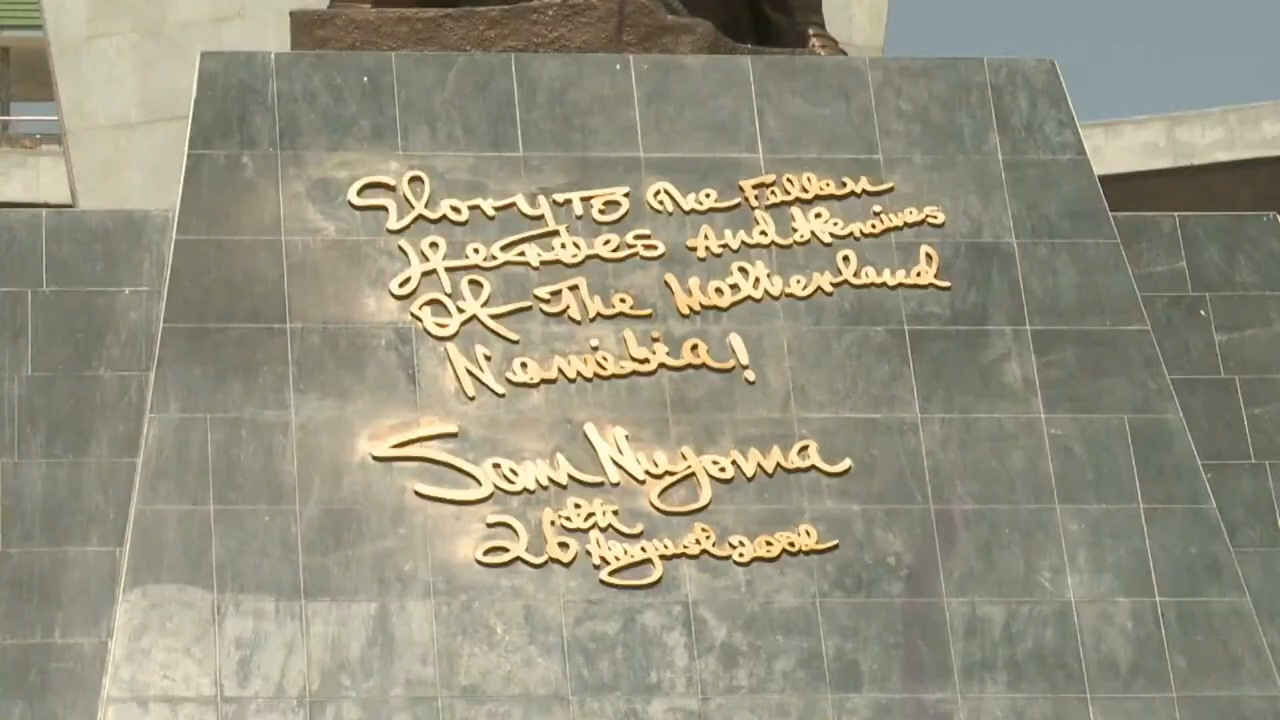 Glory To The Fallen
Heroes And Heroines
Of The Motherland
Namibia!
Sam Nujoma
26th August 2002